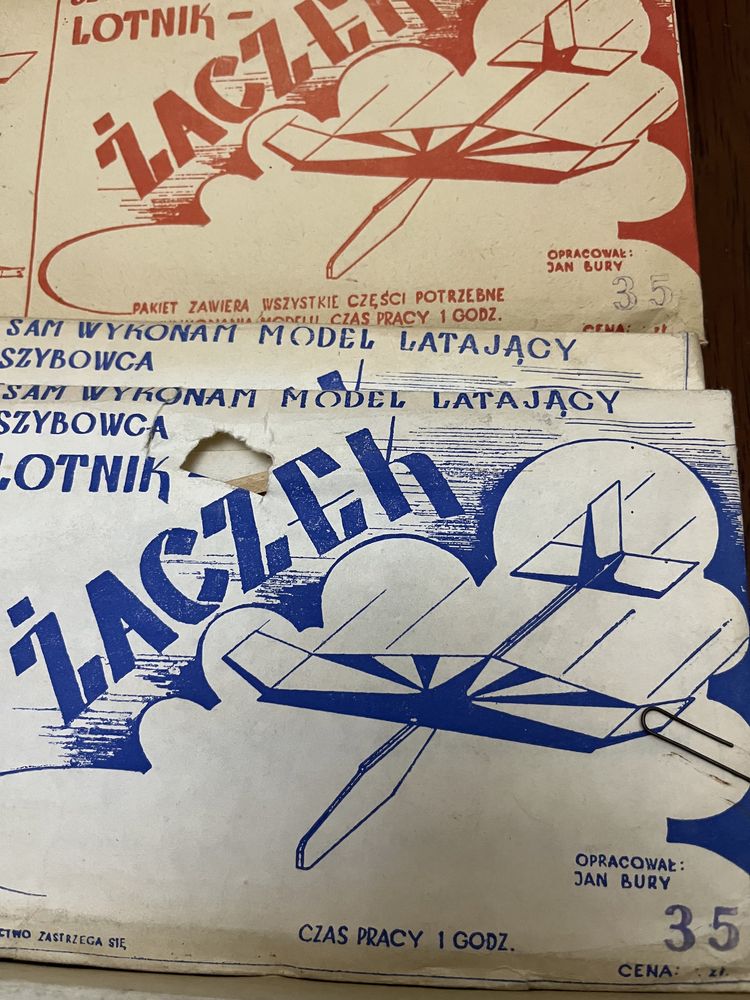 LOTNIK -
ŻACZEK
OPRACOWAŁ:
JAN BURY
35
PAKIET ZAWIERA WSZYSTKIE CZĘŚCI POTRZEBNE
MODELU CZAS PRACY 1 GODZ.
CENA: zł
SAM WYKONAM MODEL LATAJĄCY
SZYBOWCA
SAM WYKONAM MODEL LATAJĄCY
SZYBOWCA
LOTNIK -
ŻACZEK
OPRACOWAŁ:
JAN BURY
35
CTWO ZASTRZEGA SIĘ
CZAS PRACY 1 GODZ.
CENA: zł